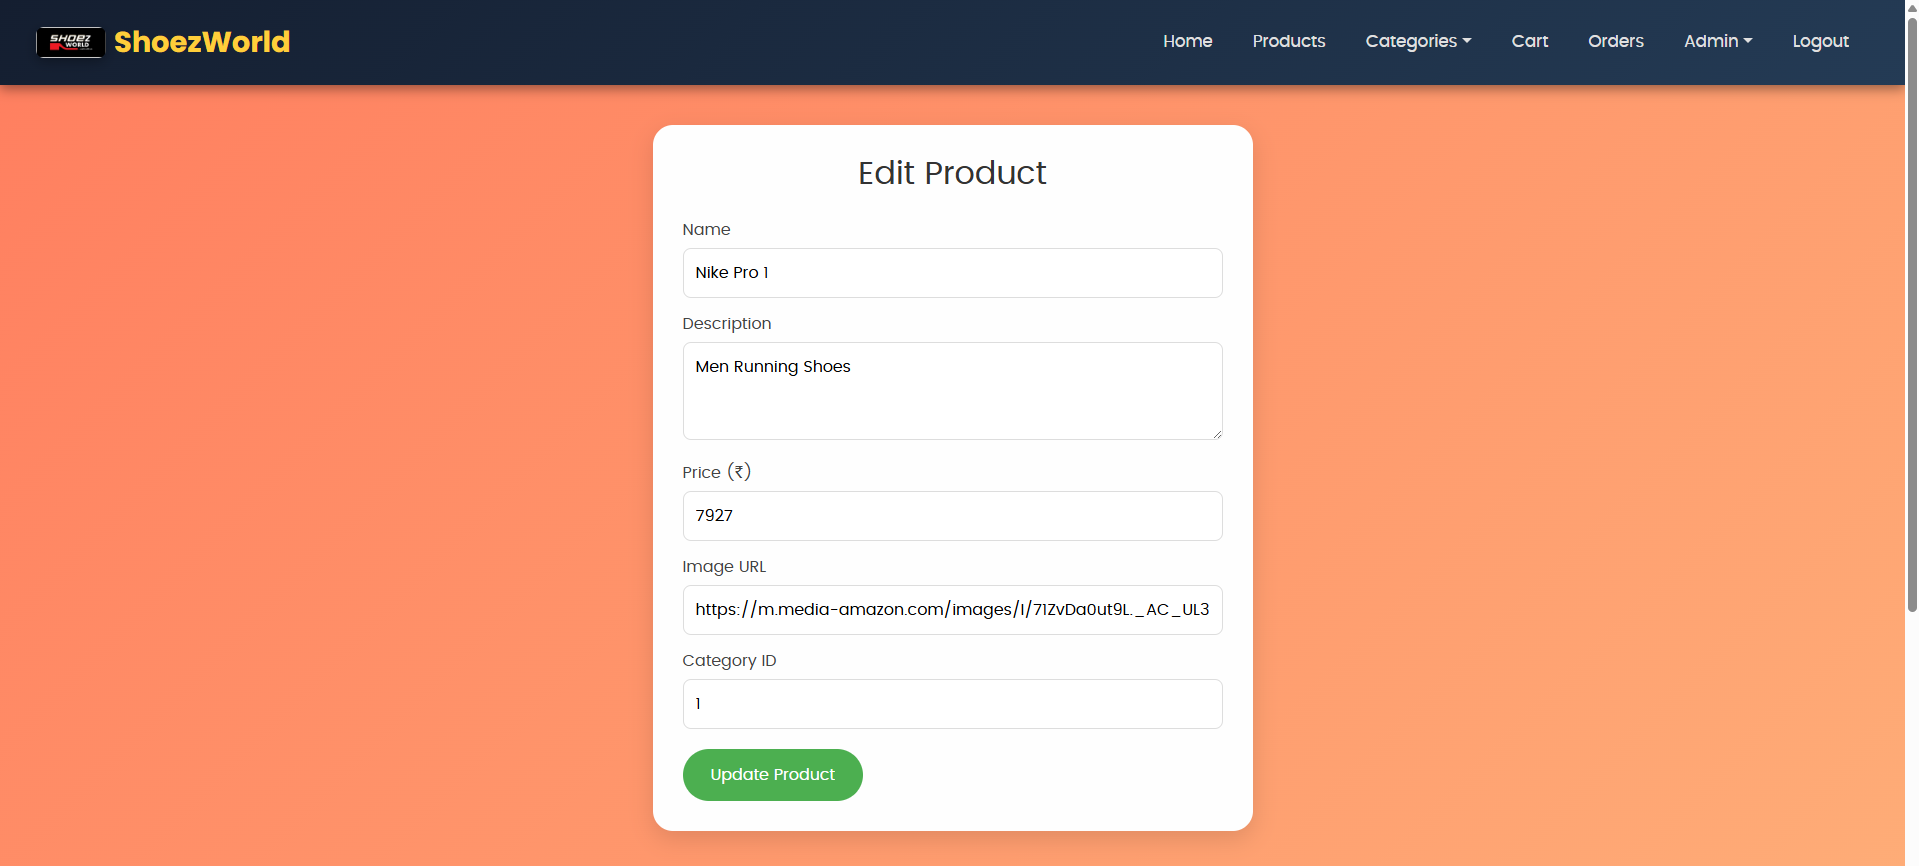 SHOEZ
WORLD
ShoezWorld
Home
Products
Categories
Cart
Orders
Admin
Logout
Edit Product
Name
Nike Pro 1
Description
Men Running Shoes
Price (₹)
7927
Image URL
https://m.media-amazon.com/images/I/71ZvDa0ut9L._AC_UL3
Category ID
1
Update Product